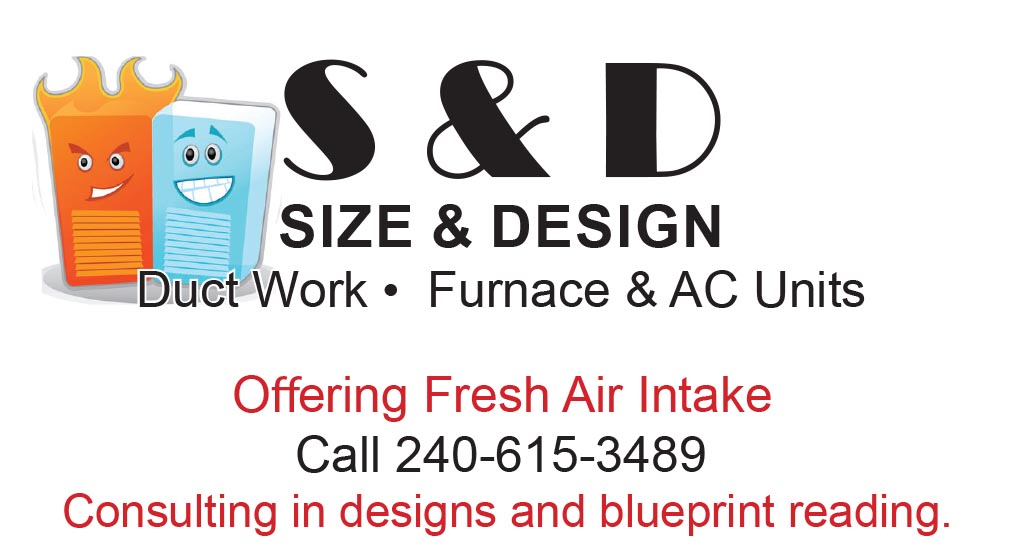 S & D
SIZE & DESIGN
Duct Work • Furnace & AC Units
Offering Fresh Air Intake
Call 240-615-3489
Consulting in designs and blueprint reading.